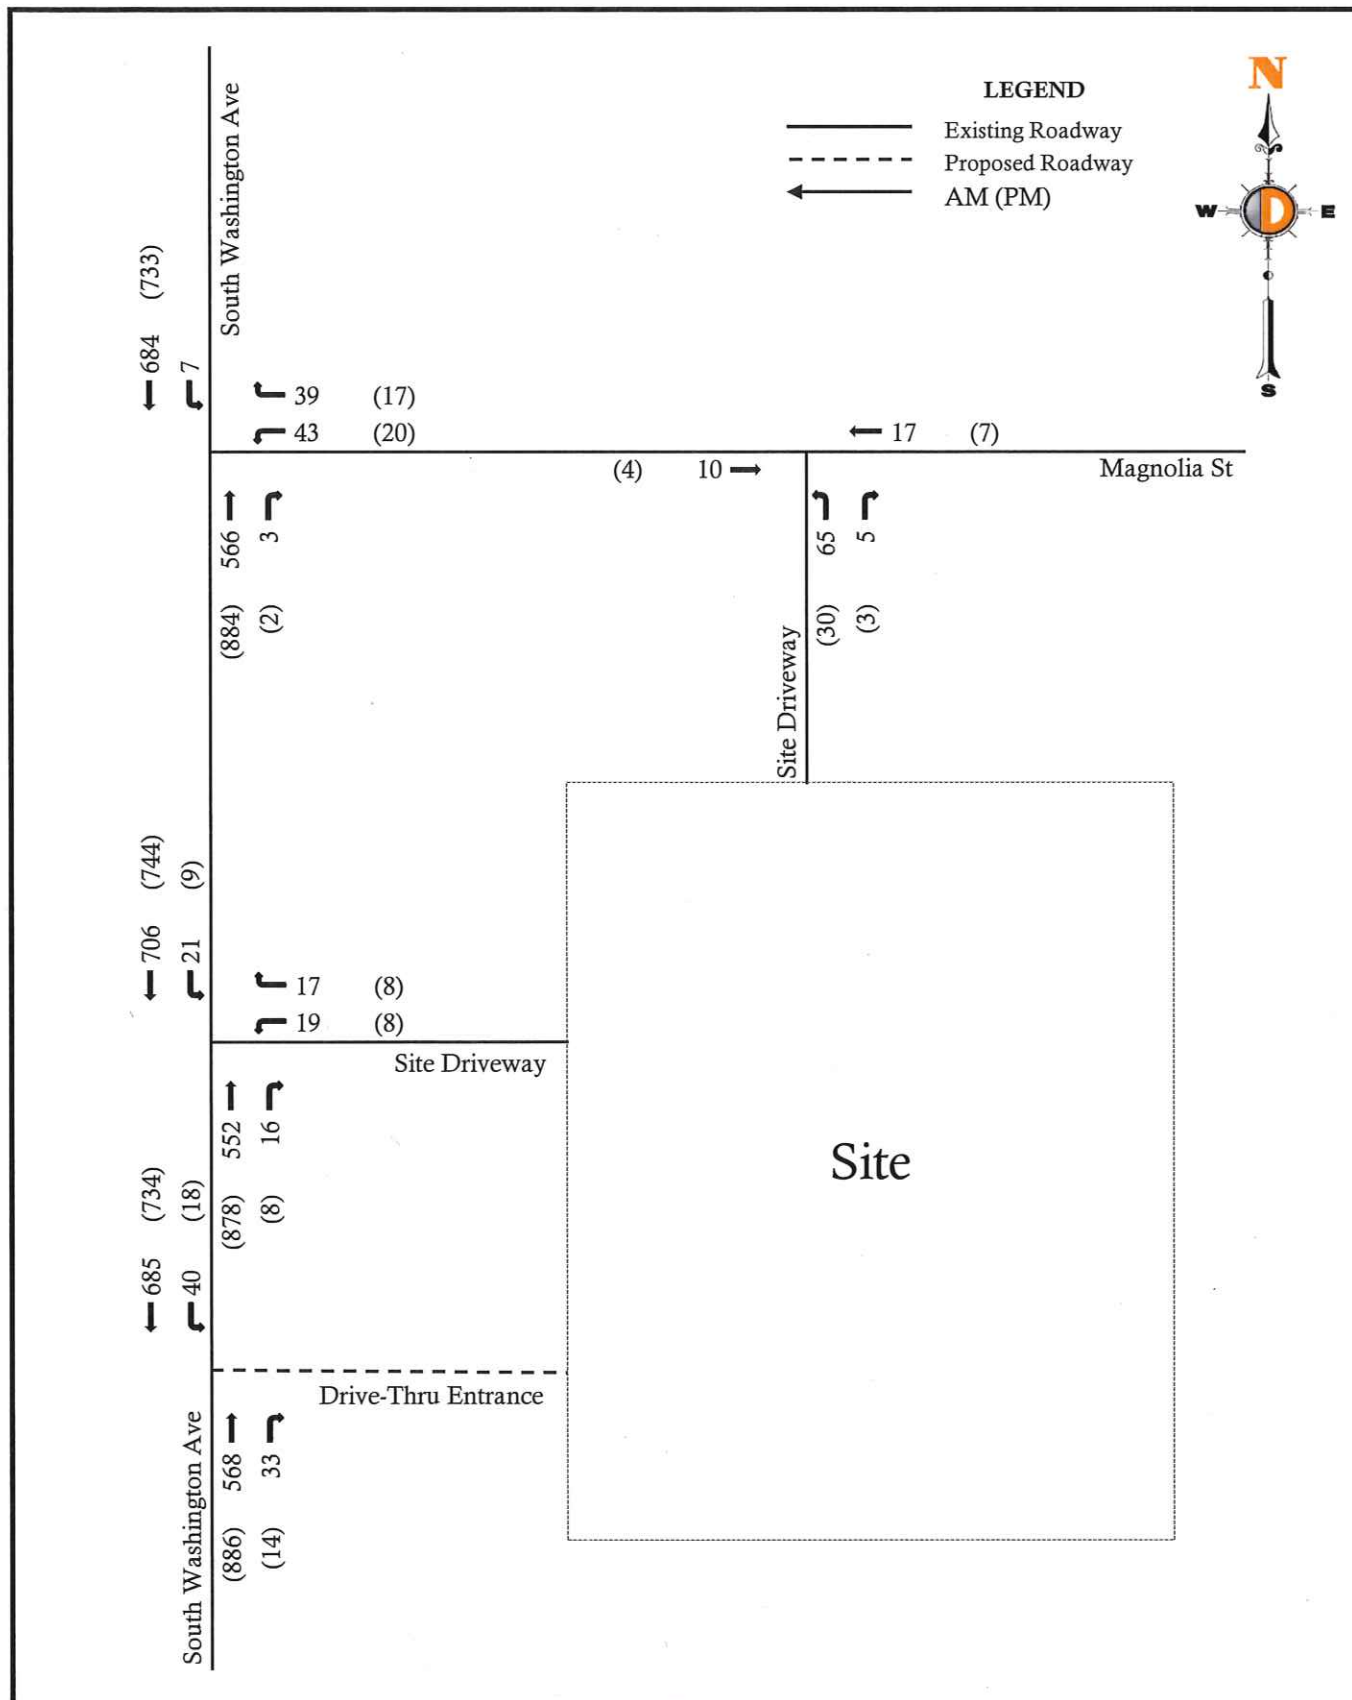 N
W
D
E
S
LEGEND
Existing Roadway
Proposed Roadway
AM (PM)
South Washington Ave
684 (733)
7
39 (17)
43 (20)
17 (7)
(4) 10
Magnolia St
(884) 566
(2) 3
(30) 65
(3) 5
Site Driveway
706 (744)
21 (9)
17 (8)
19 (8)
Site Driveway
(878) 552
(8) 16
Site
685 (734)
40 (18)
Drive-Thru Entrance
(886) 568
(14) 33
South Washington Ave